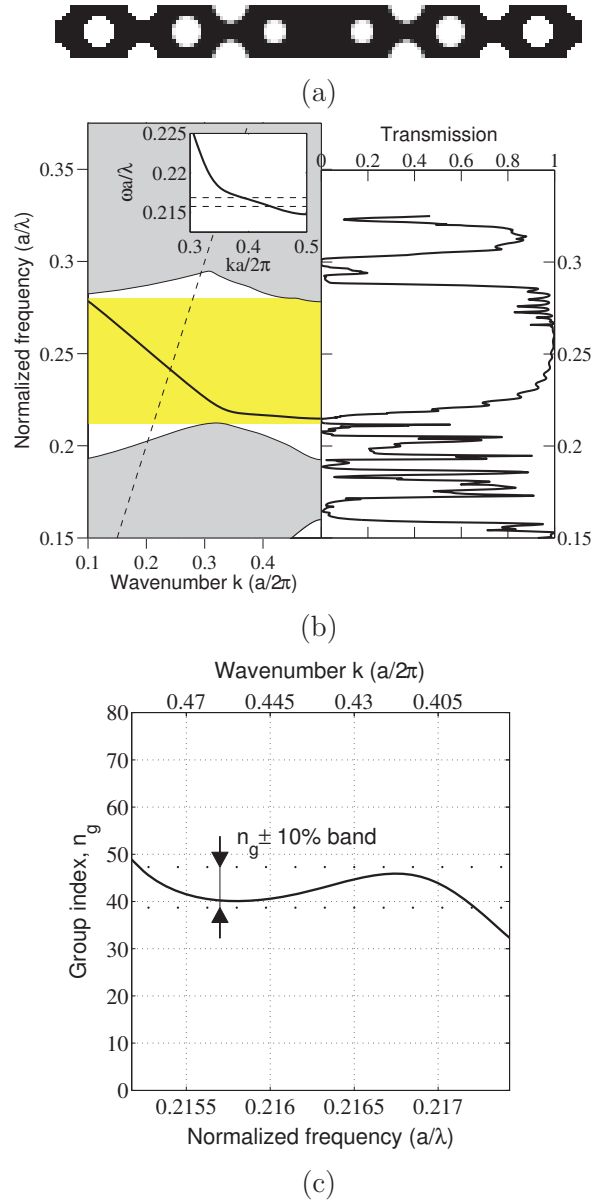 (a)
Transmission
0 0.2 0.4 0.6 0.8 1
0.35
0.3
0.25
0.2
0.15
Normalized frequency (a/λ)
0.225
0.22
0.215
ωa/λ
0.3 0.4 0.5
ka/2π
0.3
0.25
0.2
0.15
0.1 0.2 0.3 0.4
Wavenumber k (a/2π)
(b)
Wavenumber k (a/2π)
0.47 0.445 0.43 0.405
80
70
60
50
40
30
20
10
0
Group index, ng
ng± 10% band
0.2155 0.216 0.2165 0.217
Normalized frequency (a/λ)
(c)